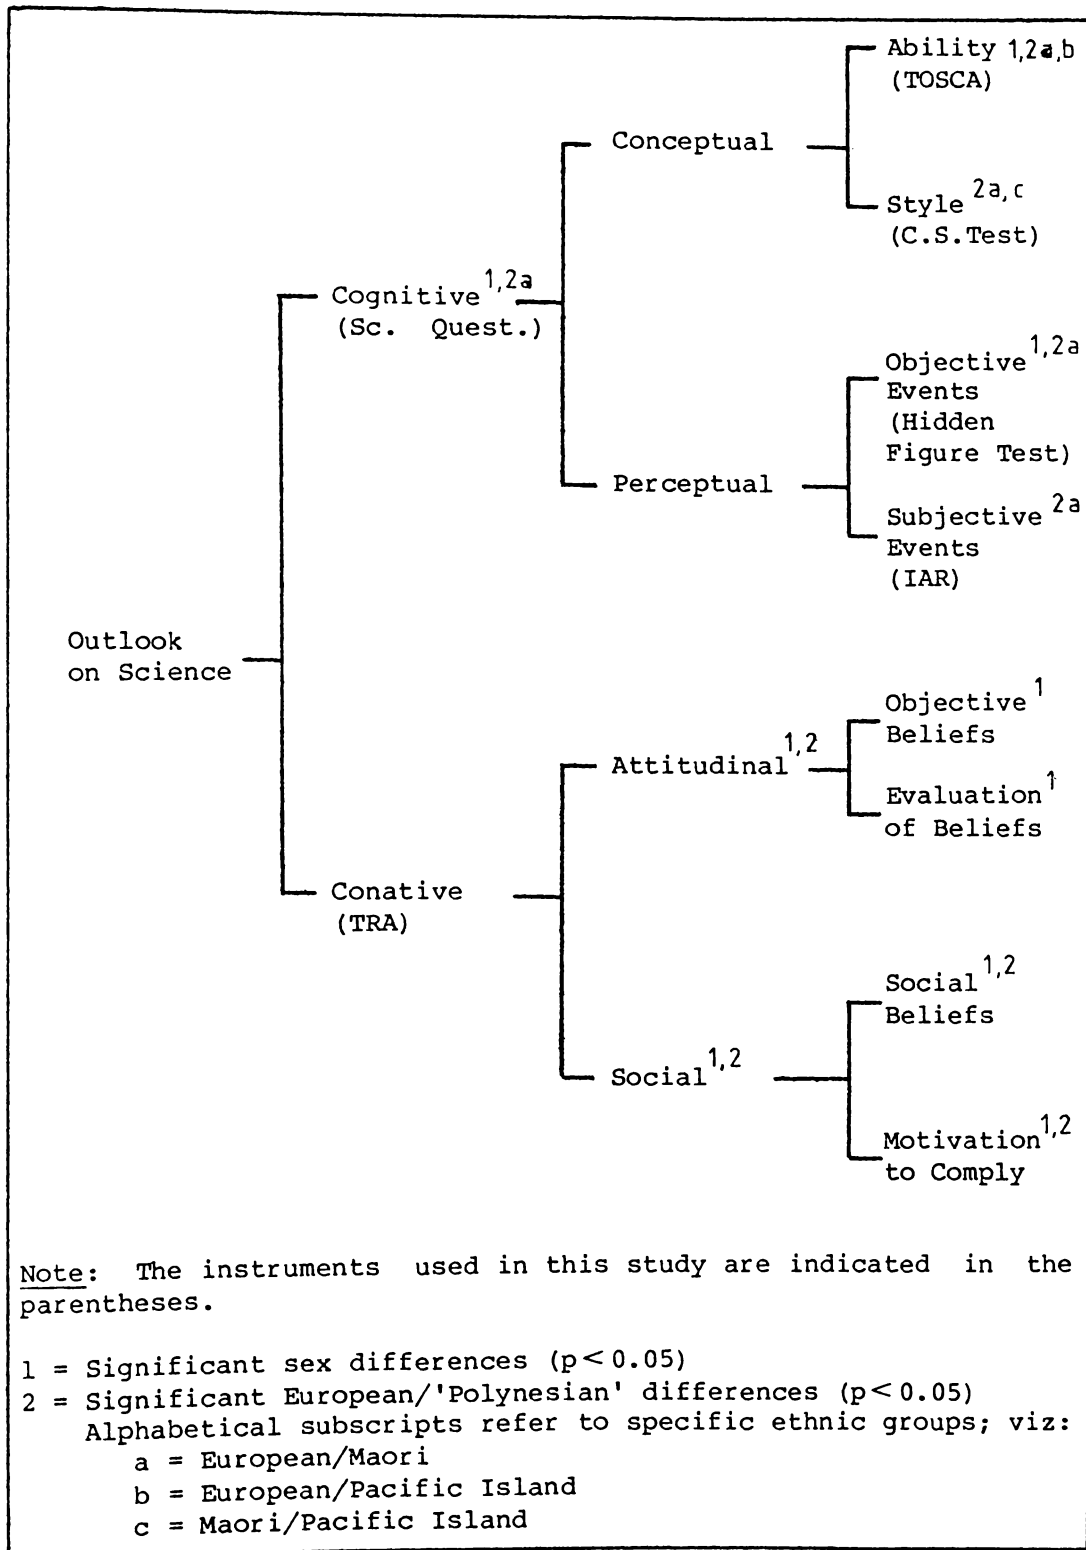 Ability 1,2a,b
(TOSCA)
Conceptual
Style 2a,c
(C.S.Test)
Cognitive 1,2a
(Sc. Quest.)
Objective 1,2a
Events
(Hidden
Figure Test)
Perceptual
Subjective 2a
Events
(IAR)
Outlook
on Science
Objective 1
Beliefs
Attitudinal 1,2
Evaluation 1
of Beliefs
Conative
(TRA)
Social 1,2
Beliefs
Social 1,2
Motivation 1,2
to Comply
Note: The instruments used in this study are indicated in the
parentheses.
1 = Significant sex differences (p < 0.05)
2 = Significant European/'Polynesian' differences (p < 0.05)
Alphabetical subscripts refer to specific ethnic groups; viz:
a = European/Maori
b = European/Pacific Island
c = Maori/Pacific Island